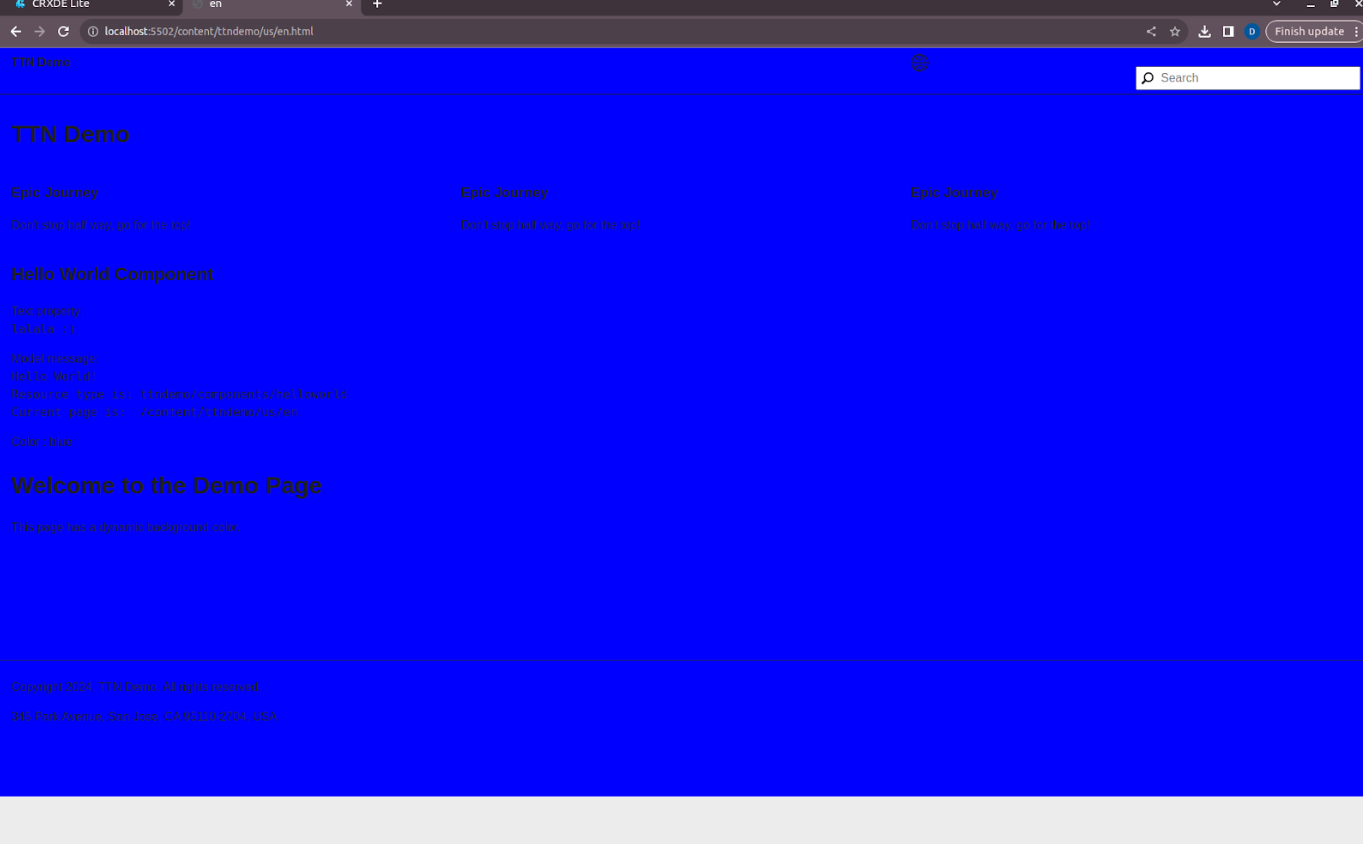 CRXDE Lite
en
localhost:5502/content/ttndemo/us/en.html
D
Finish update
TTN Demo
Search
TTN Demo
Epic Journey Epic Journey Epic Journey
Don't stop half way, go for the top! Don't stop half way, go for the top! Don't stop half way, go for the top!
Hello World Component
Text property:
lalala :)
Model message:
Hello World!
Resource type is: ttndemo/components/helloworld
Current page is: /content/ttndemo/us/en
Welcome to the Demo Page
This page has a dynamic background color.
Copyright 2024, TTN Demo. All rights reserved.
345 Park Avenue, San Jose, CA 95110-2704, USA